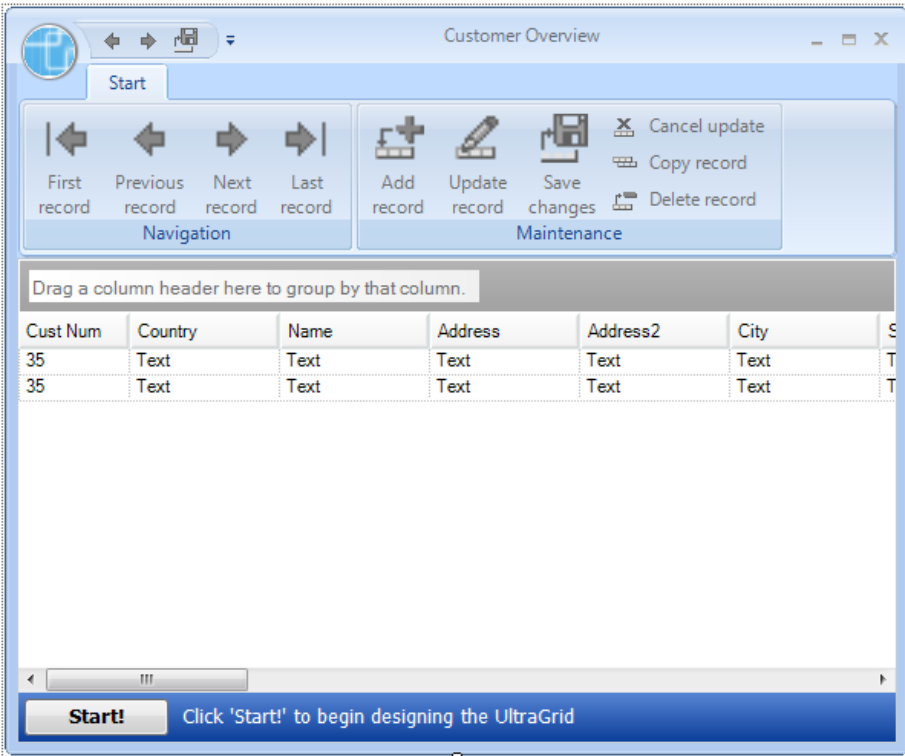 Customer Overview
Start
First record
Previous record
Next record
Last record
Add record
Update record
Save changes
Cancel update
Copy record
Delete record
Navigation
Maintenance
Drag a column header here to group by that column.
Cust Num Country Name Address Address2 City S
35 Text Text Text Text Text T
35 Text Text Text Text Text T
Start! Click 'Start!' to begin designing the UltraGrid